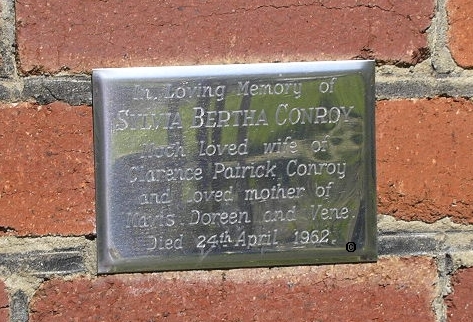 In Loving Memory of
SYLVIA BERTHA CONROY
Much loved wife of
Clarence Patrick Conroy
and loved mother of
Mavis Doreen and Vene.
Died 24th April 1962.